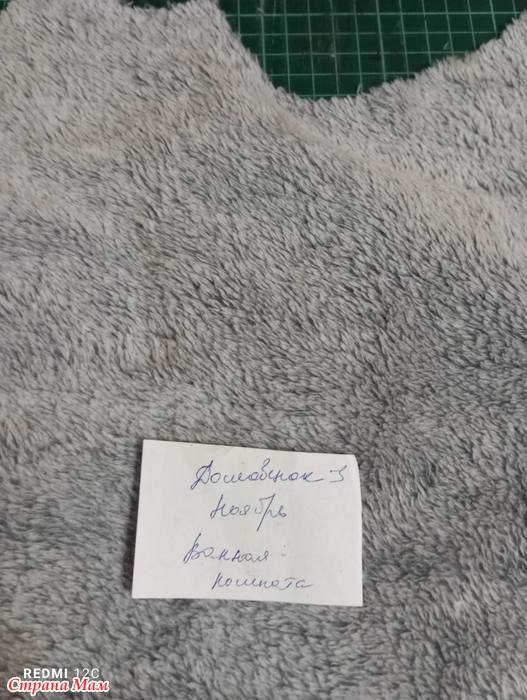 Домовёнок-3
Ноябрь
Ванная
комната
REDMI 12C
Страна Мам